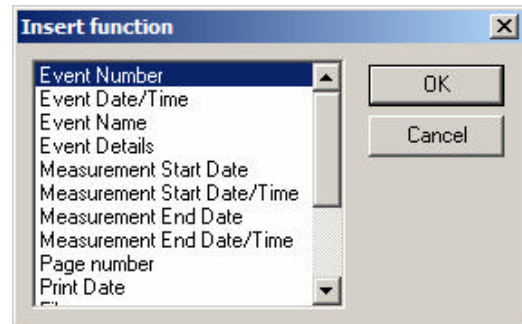 Insert function
Event Number
Event Date/Time
Event Name
Event Details
Measurement Start Date
Measurement Start Date/Time
Measurement End Date
Measurement End Date/Time
Page number
Print Date
OK
Cancel